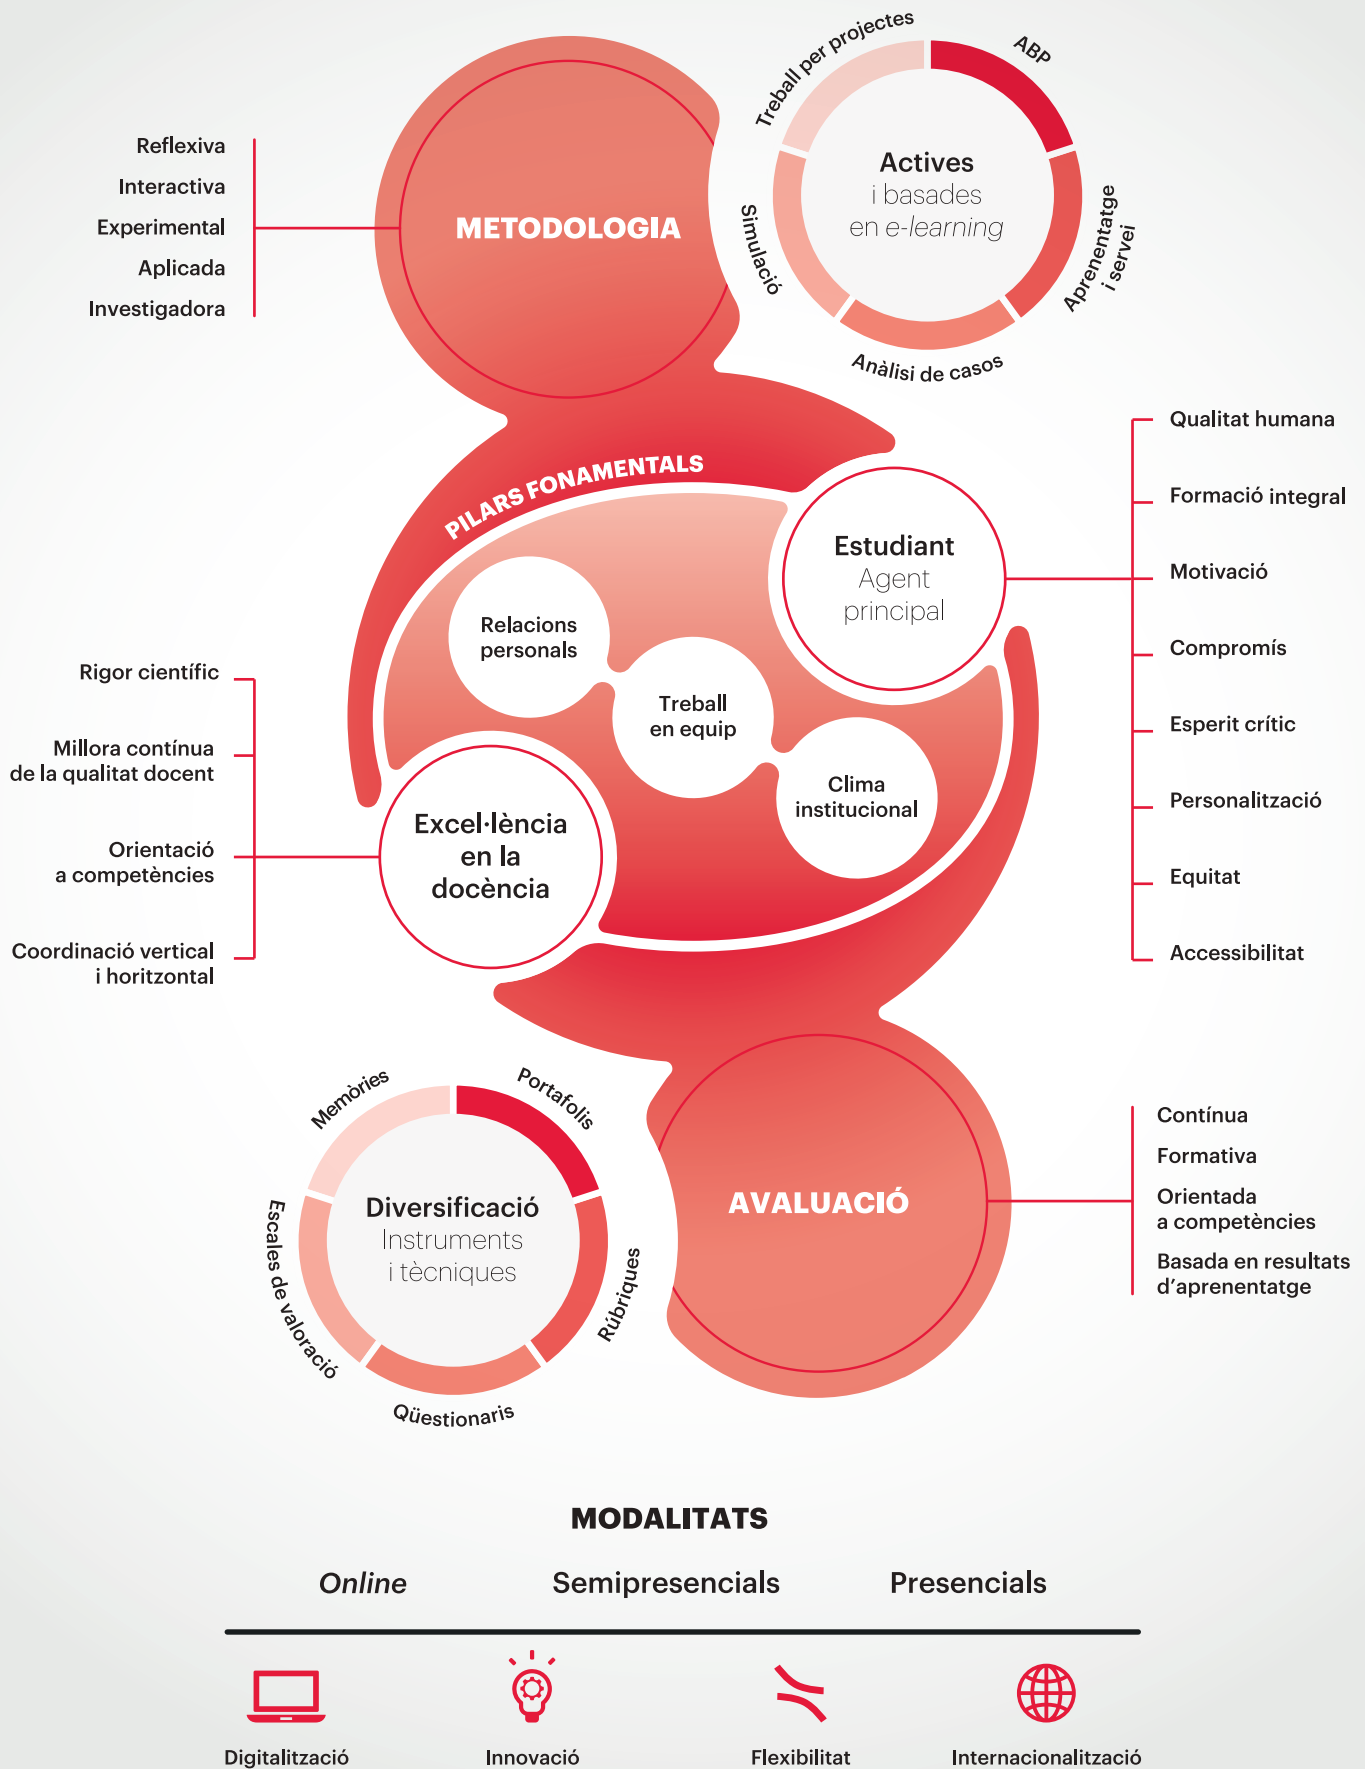 Reflexiva
Interactiva
Experimental
Aplicada
Investigadora
METODOLOGIA
Treball per projectes
ABP
Aprenentatge
i servei
Anàlisi de casos
Simulació
Actives
i basades
en e-learning
PILARS FONAMENTALS
Estudiant
Agent
principal
Qualitat humana
Formació integral
Motivació
Compromís
Esperit crític
Personalització
Equitat
Accessibilitat
Relacions
personals
Treball
en equip
Clima
institucional
Rigor científic
Millora contínua
de la qualitat docent
Orientació
a competències
Coordinació vertical
i horitzontal
Excel·lència
en la
docència
Memòries
Portafolis
Rúbriques
Qüestionaris
Escales de valoració
Diversificació
Instruments
i tècniques
AVALUACIÓ
Contínua
Formativa
Orientada
a competències
Basada en resultats
d'aprenentatge
MODALITATS
Online Semipresencials Presencials
Digitalització Innovació Flexibilitat Internacionalització